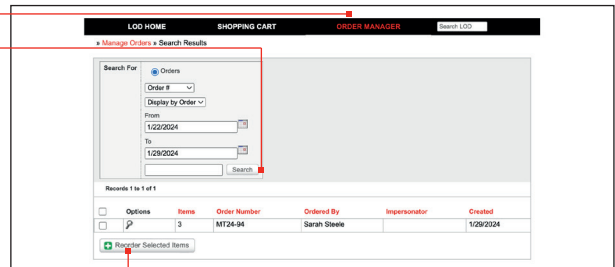 LOD HOME SHOPPING CART ORDER MANAGER Search LOD
» Manage Orders » Search Results
Search For Orders
Order #
Display by Order
From
1/22/2024
To
1/29/2024
Search
Records 1 to 1 of 1
Options Items Order Number Ordered By Impersonator Created
3 MT24-94 Sarah Steele 1/29/2024
Reorder Selected Items